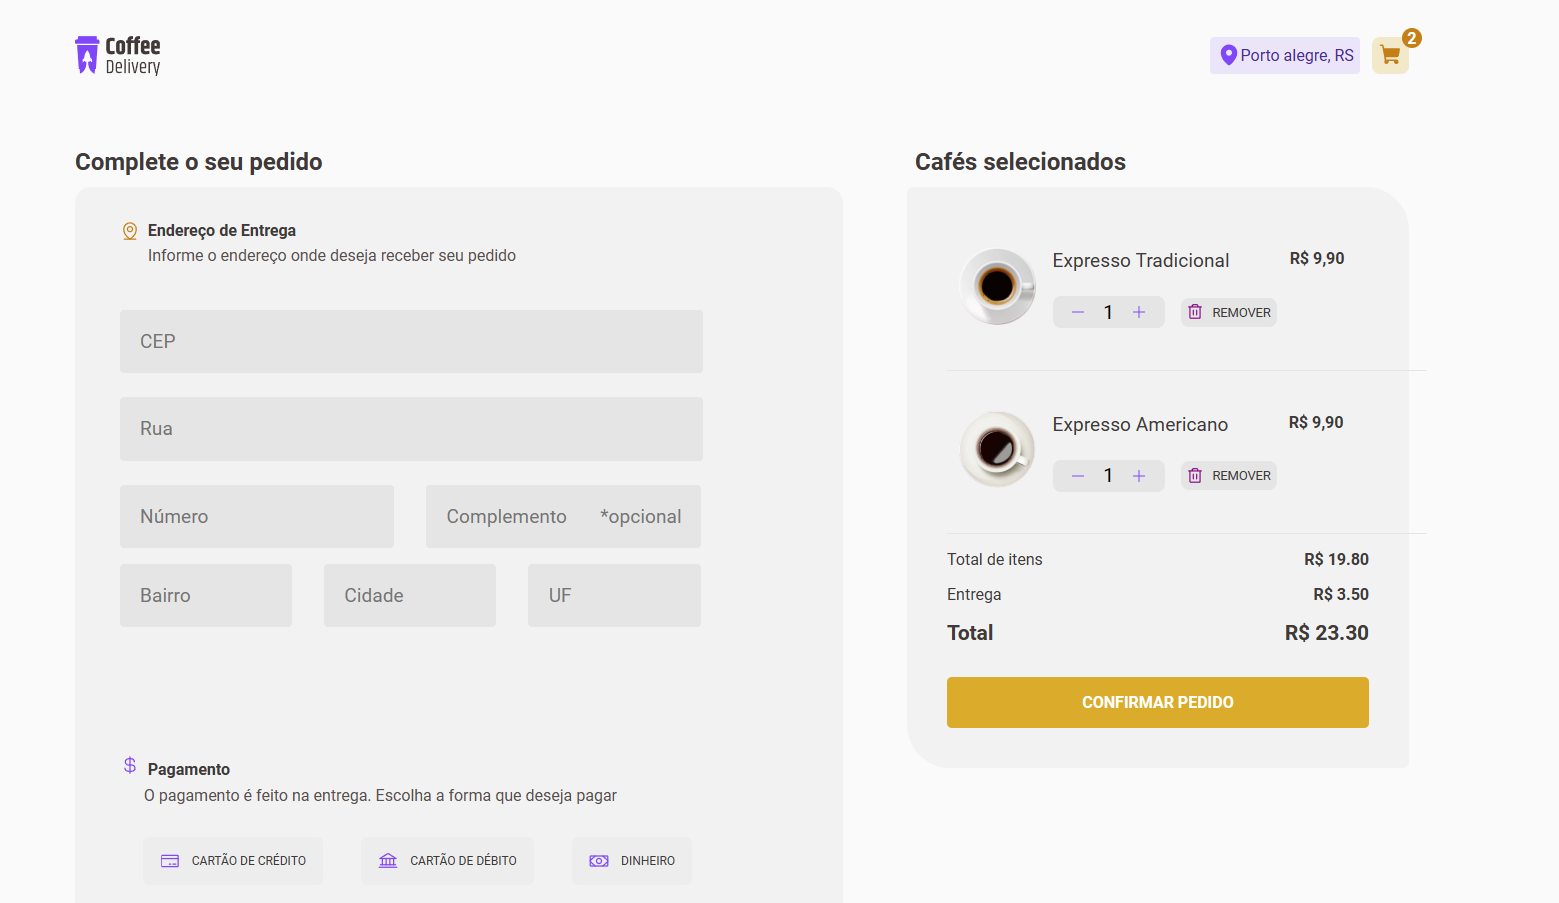 Coffee
Delivery
Porto alegre, RS
2
Complete o seu pedido
Endereço de Entrega
Informe o endereço onde deseja receber seu pedido
CEP
Rua
Número
Complemento *opcional
Bairro
Cidade
UF
$ Pagamento
O pagamento é feito na entrega. Escolha a forma que deseja pagar
CARTÃO DE CRÉDITO
CARTÃO DE DÉBITO
DINHEIRO
Cafés selecionados
Expresso Tradicional R$ 9,90
1 REMOVER
Expresso Americano R$ 9,90
1 REMOVER
Total de itens R$ 19.80
Entrega R$ 3.50
Total R$ 23.30
CONFIRMAR PEDIDO